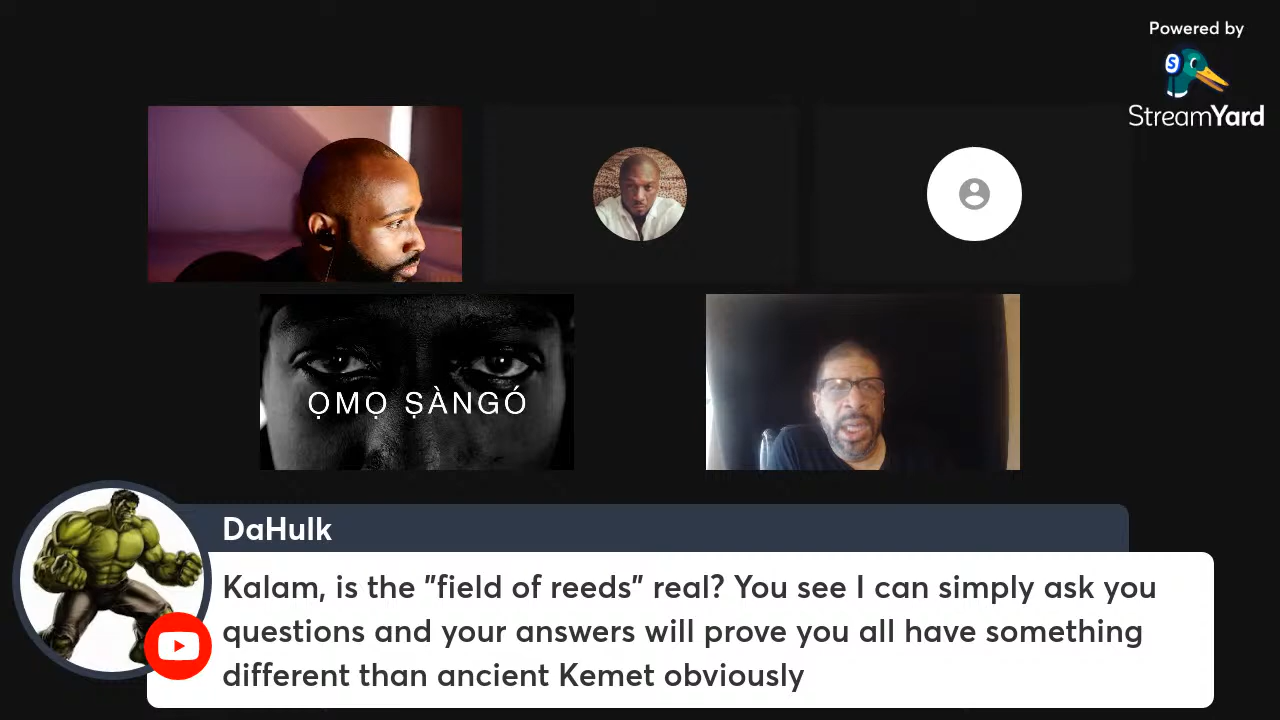 Powered by
StreamYard
ỌMỌ ṢÀNGÓ
DaHulk
Kalam, is the "field of reeds" real? You see I can simply ask you
questions and your answers will prove you all have something
different than ancient Kemet obviously